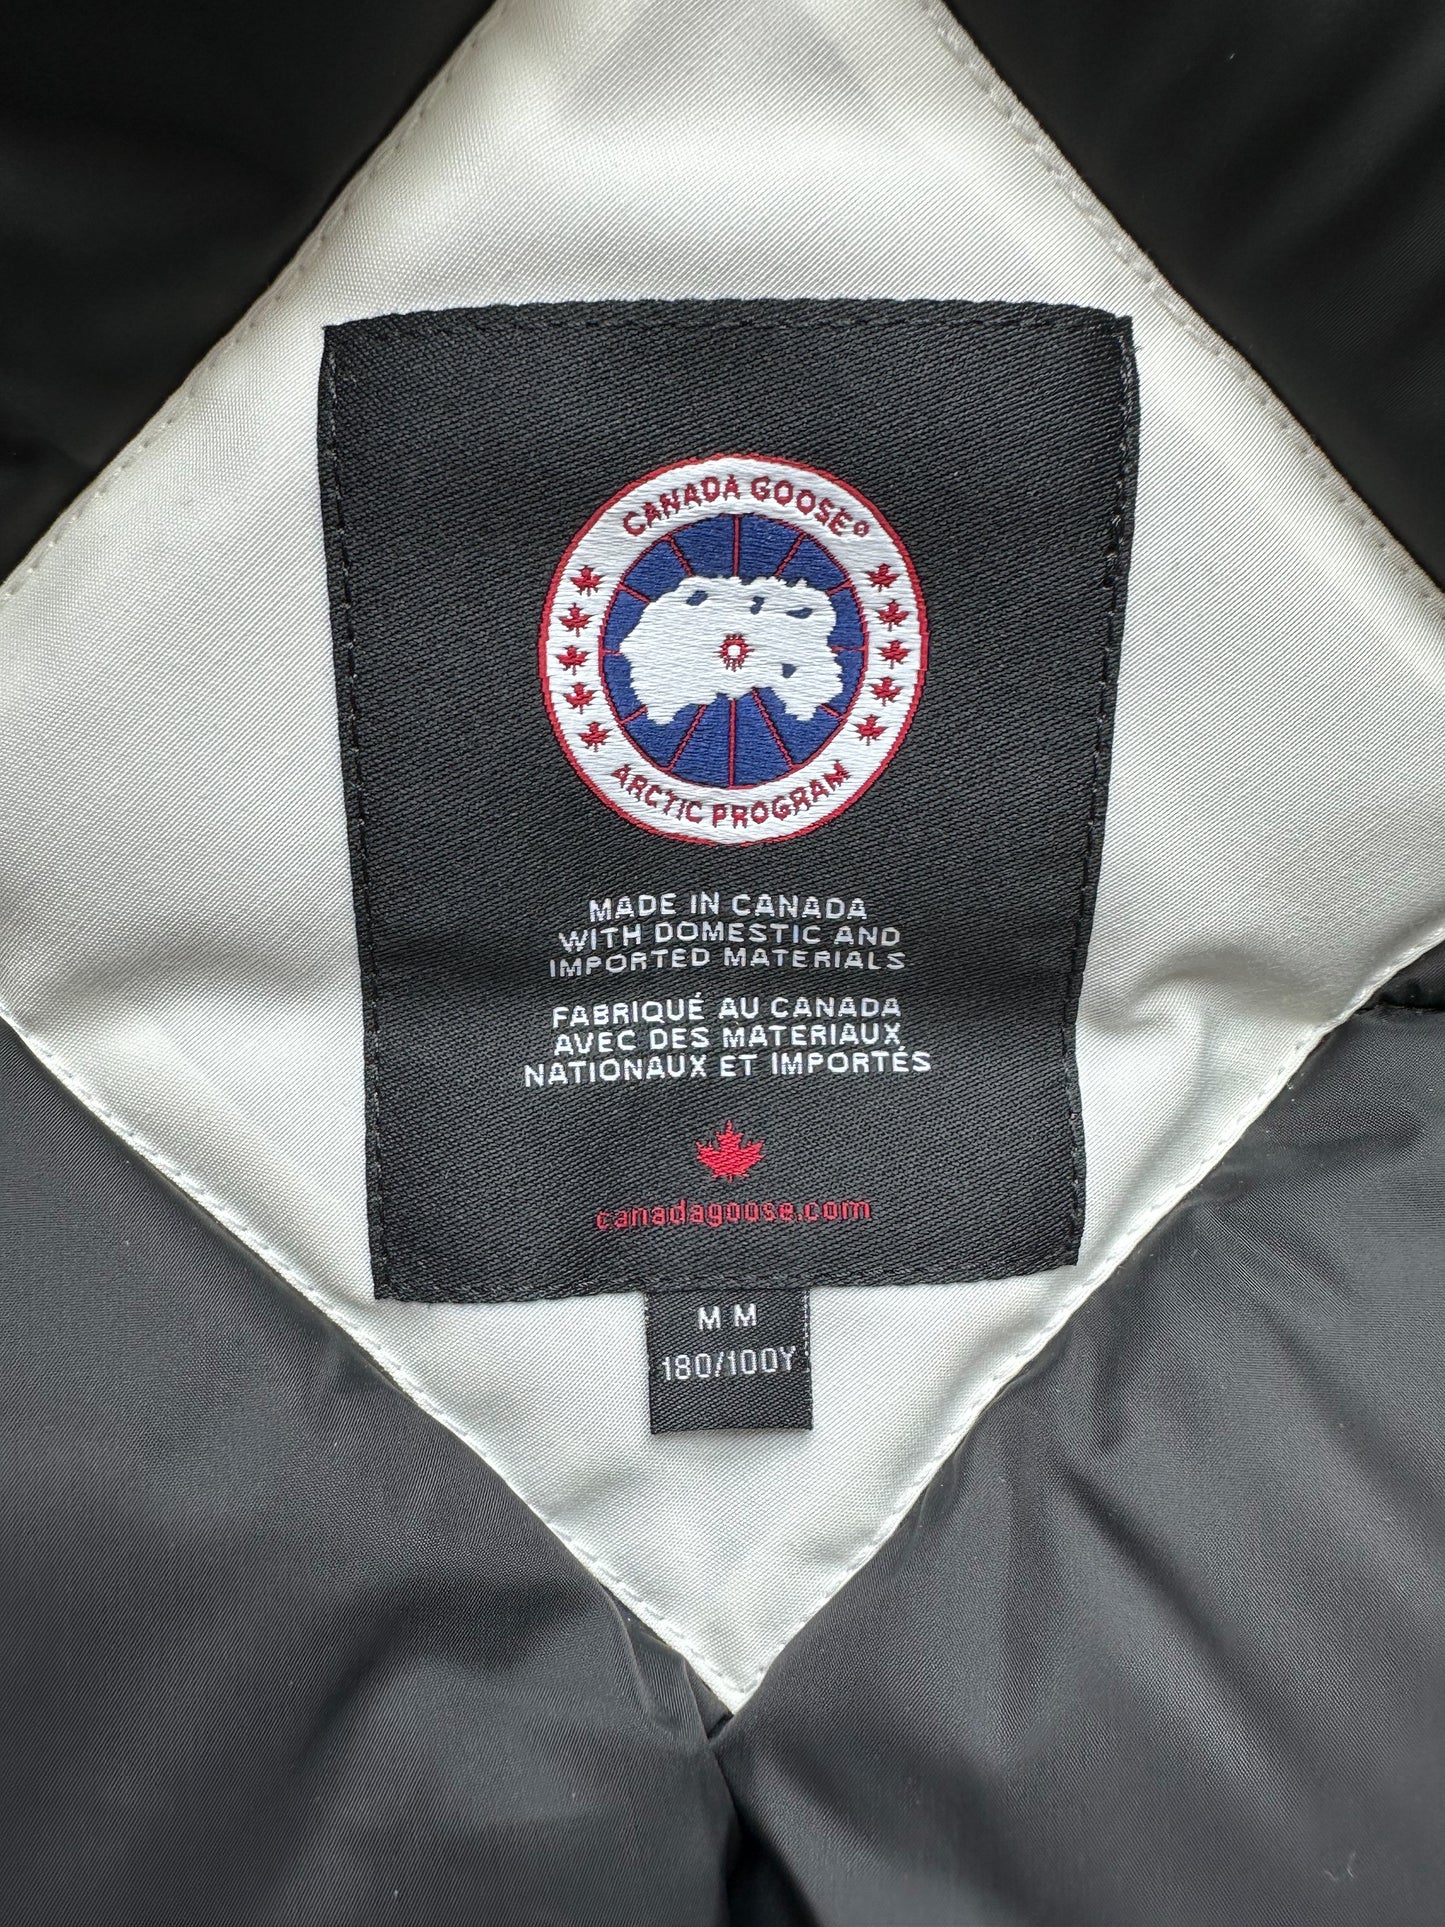 CANADA GOOSE®
ARCTIC PROGRAM
MADE IN CANADA
WITH DOMESTIC AND
IMPORTED MATERIALS
FABRIQUÉ AU CANADA
AVEC DES MATERIAUX
NATIONAUX ET IMPORTÉS
canadagoose.com
M M
180/100Y